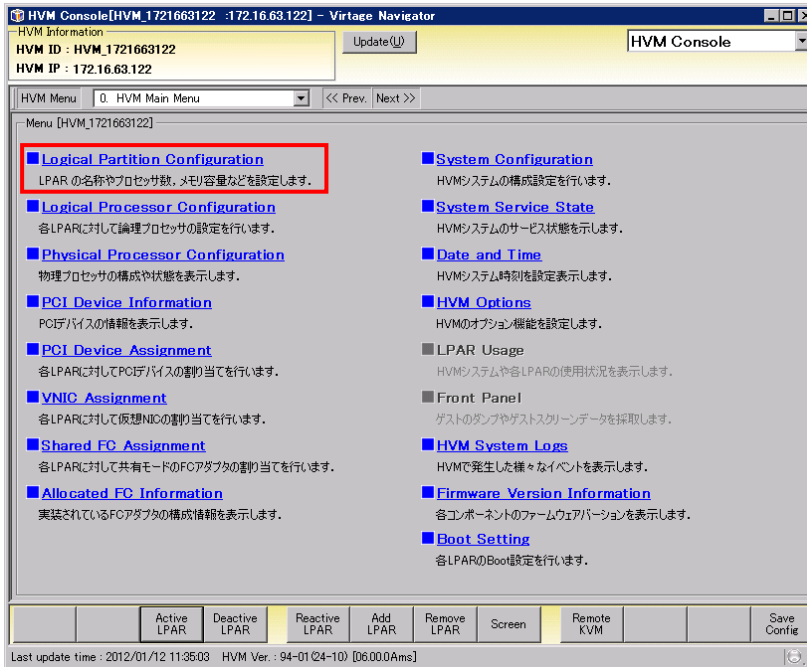 HVM Console[HVM_1721663122 :172.16.63.122] - Virtage Navigator
HVM Information
HVM ID : HVM_1721663122
HVM IP : 172.16.63.122
Update(U)
HVM Console
HVM Menu
0. HVM Main Menu
<< Prev. Next >>
Menu [HVM_1721663122]
Logical Partition Configuration
LPAR の名称やプロセッサ数, メモリ容量などを設定します.
Logical Processor Configuration
各LPARに対して論理プロセッサの設定を行います.
Physical Processor Configuration
物理プロセッサの構成や状態を表示します.
PCI Device Information
PCIデバイスの情報を表示します.
PCI Device Assignment
各LPARに対してPCIデバイスの割り当てを行います.
VNIC Assignment
各LPARに対して仮想NICの割り当てを行います.
Shared FC Assignment
各LPARに対して共有モードのFCアダプタの割り当てを行います.
Allocated FC Information
実装されているFCアダプタの構成情報を表示します.
System Configuration
HVMシステムの構成設定を行います.
System Service State
HVMシステムのサービス状態を示します.
Date and Time
HVMシステム時刻を設定表示します.
HVM Options
HVMのオプション機能を設定します.
LPAR Usage
HVMシステムや各LPARの使用状況を表示します.
Front Panel
ゲストのダンプやゲストスクリーンデータを採取します.
HVM System Logs
HVMで発生した様々なイベントを表示します.
Firmware Version Information
各コンポーネントのファームウェアバージョンを表示します.
Boot Setting
各LPARのBoot設定を行います.
Active LPAR
Deactive LPAR
Reactive LPAR
Add LPAR
Remove LPAR
Screen
Remote KVM
Save Config
Last update time : 2012/01/12 11:35:03 HVM Ver. : 94-01(24-10) [06.00.0Ams]